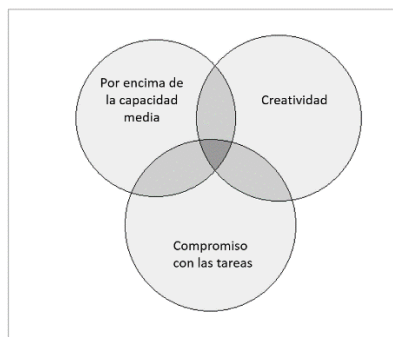 Por encima de
la capacidad
media
Creatividad
Compromiso
con las tareas